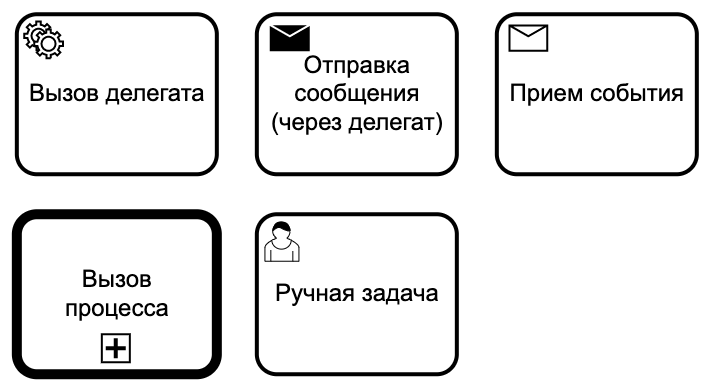 Вызов делегата
Отправка
сообщения
(через делегат)
Прием события
Вызов
процесса
Ручная задача